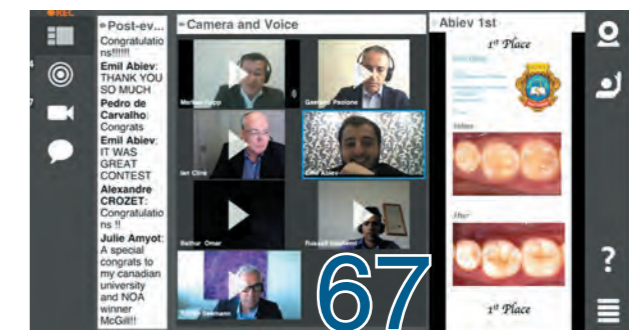 REC
Post-ev...
Congratulatio
ns!!!!!!
Emil Abiev:
THANK YOU
SO MUCH
Pedro de
Carvalho:
Congrats
Emil Abiev:
IT WAS
GREAT
CONTEST
Alexandre
CROZET:
Congratulatio
ns !!
Julie Amyot:
A special
congrats to
my canadian
university
and NOA
winner
McGill!!
Camera and Voice
Gaetano Paolone
Ian Cline
Emil Abiev
Omar
67
Abiev 1st
1st Place
After
1st Place
?